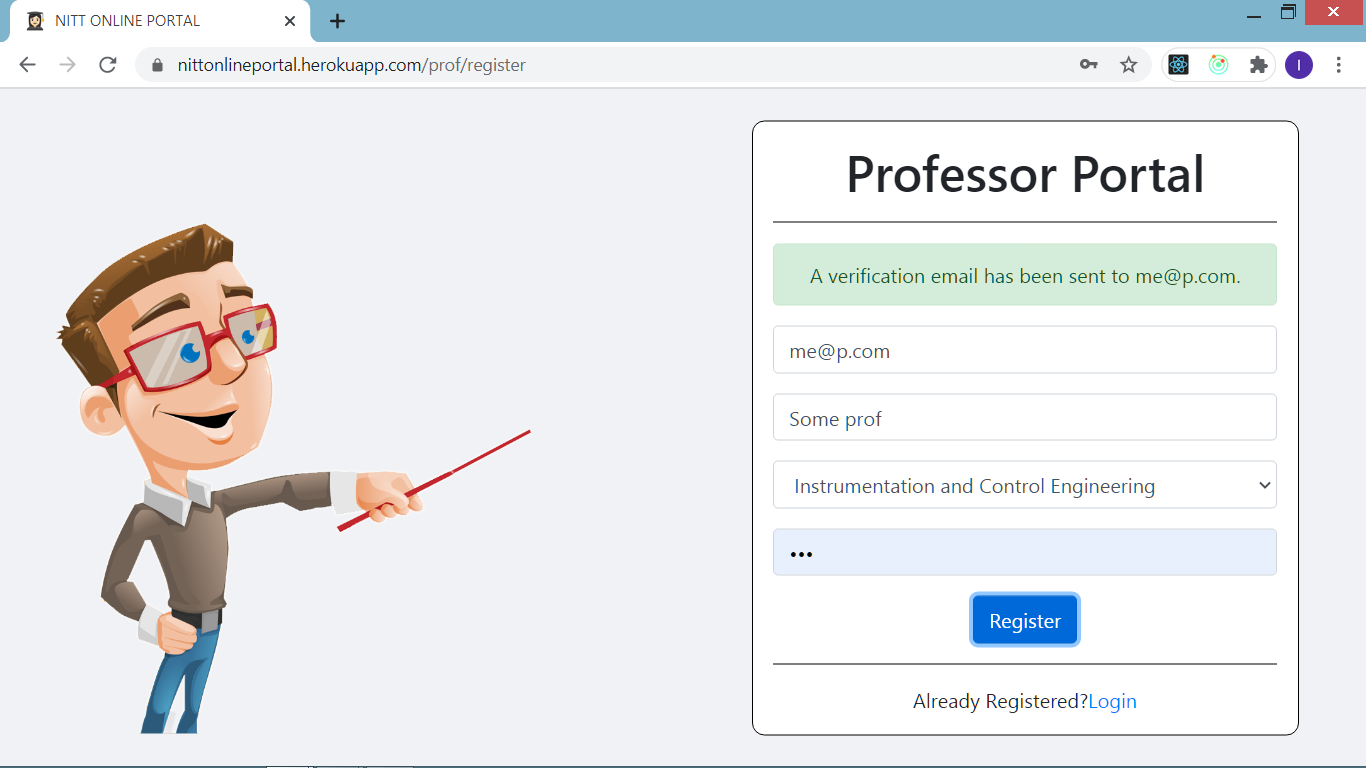 NITT ONLINE PORTAL
nittonlineportal.herokuapp.com/prof/register
I
Professor Portal
A verification email has been sent to me@p.com.
me@p.com
Some prof
Instrumentation and Control Engineering
•••
Register
Already Registered?Login